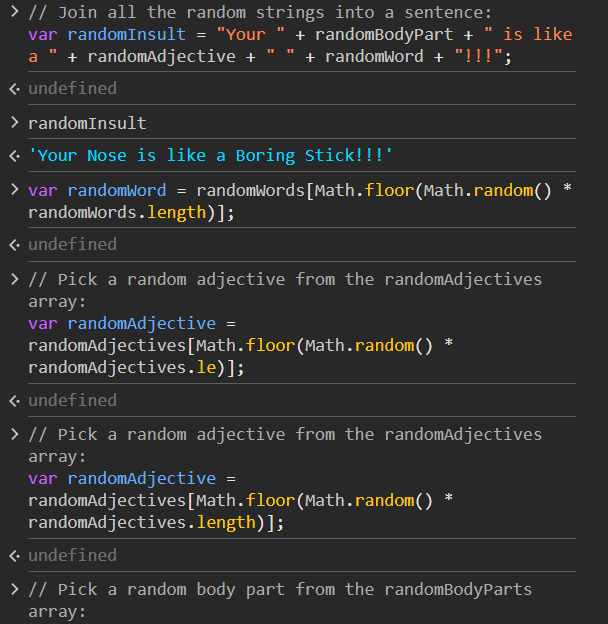 > // Join all the random strings into a sentence:
var randomInsult = "Your " + randomBodyPart + " is like
a " + randomAdjective + " " + randomWord + "!!!";
undefined
> randomInsult
'Your Nose is like a Boring Stick!!!'
> var randomWord = randomWords[Math.floor(Math.random() *
randomWords.length)];
undefined
> // Pick a random adjective from the randomAdjectives
array:
var randomAdjective =
randomAdjectives[Math.floor(Math.random() *
randomAdjectives.le)];
undefined
> // Pick a random adjective from the randomAdjectives
array:
var randomAdjective =
randomAdjectives[Math.floor(Math.random() *
randomAdjectives.length)];
undefined
> // Pick a random body part from the randomBodyParts
array: